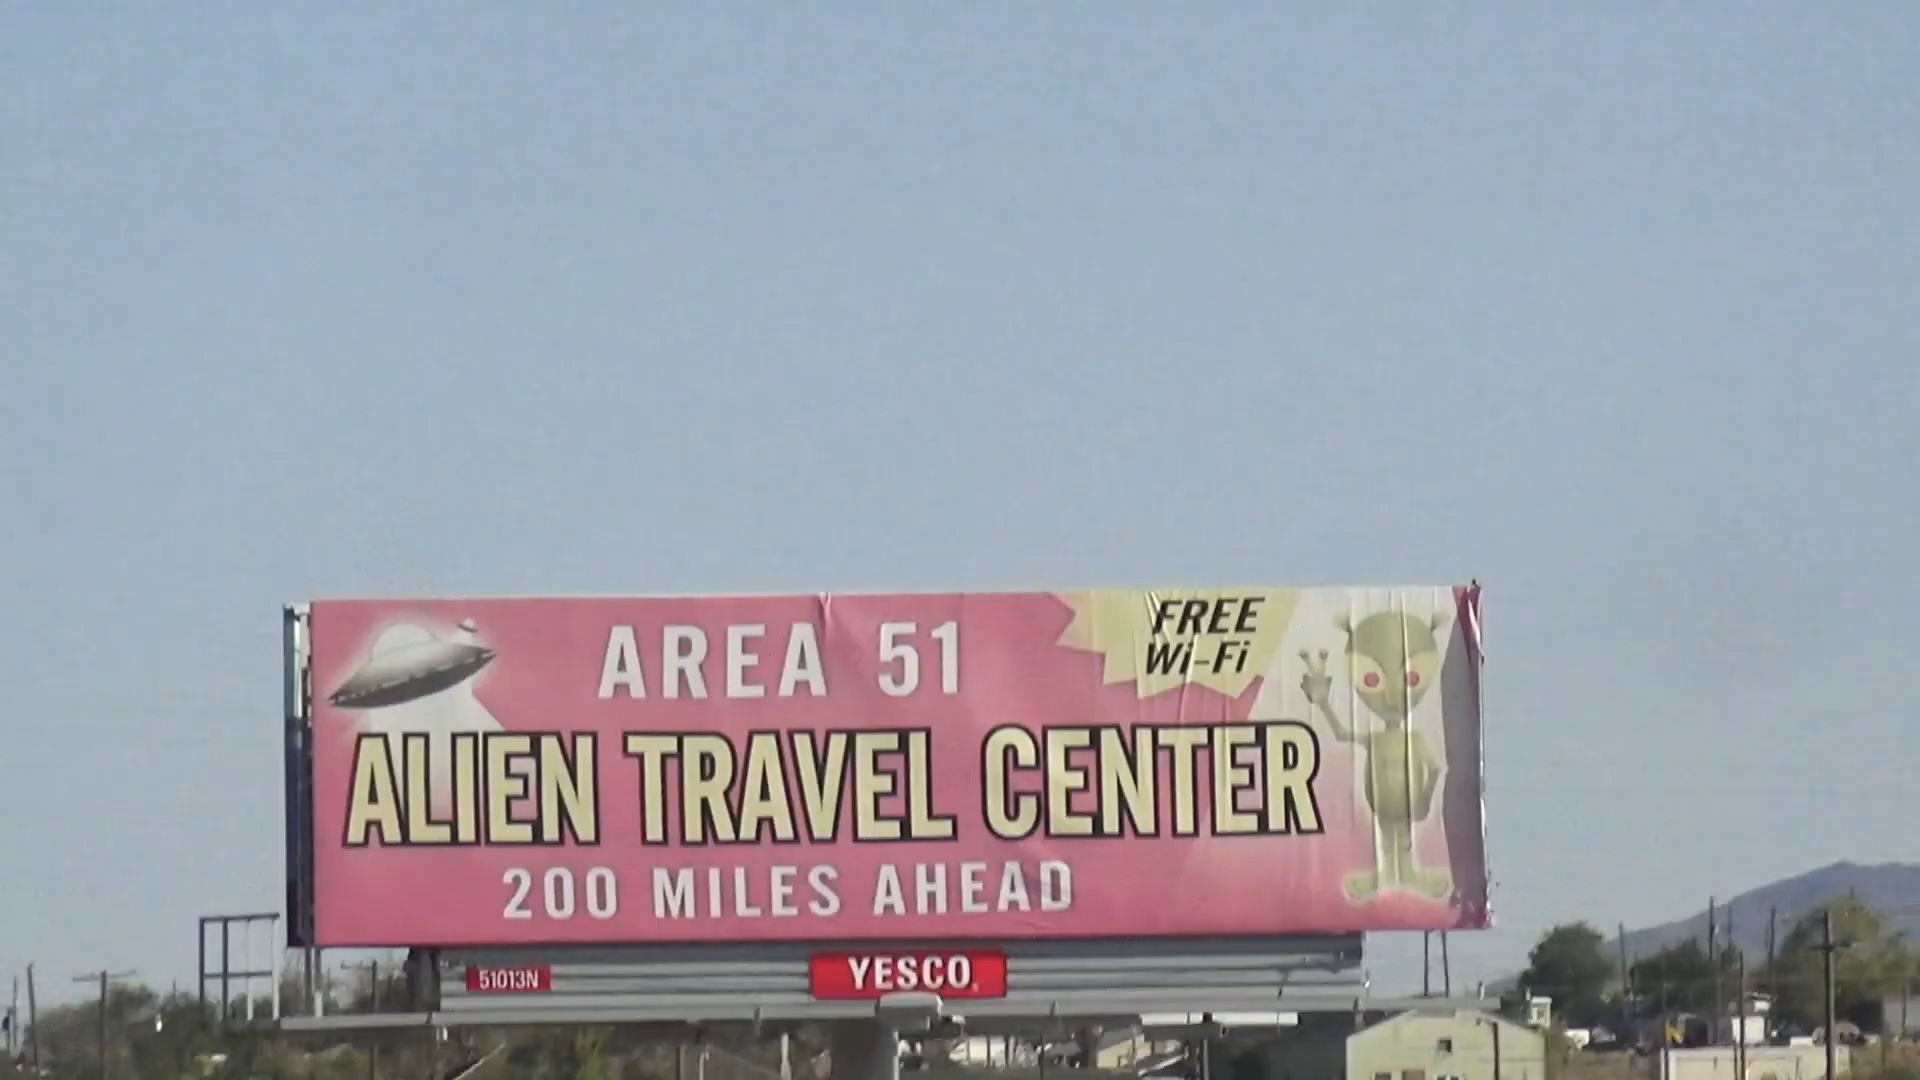 AREA 51
FREE
Wi-Fi
ALIEN TRAVEL CENTER
200 MILES AHEAD
51013N
YESCO